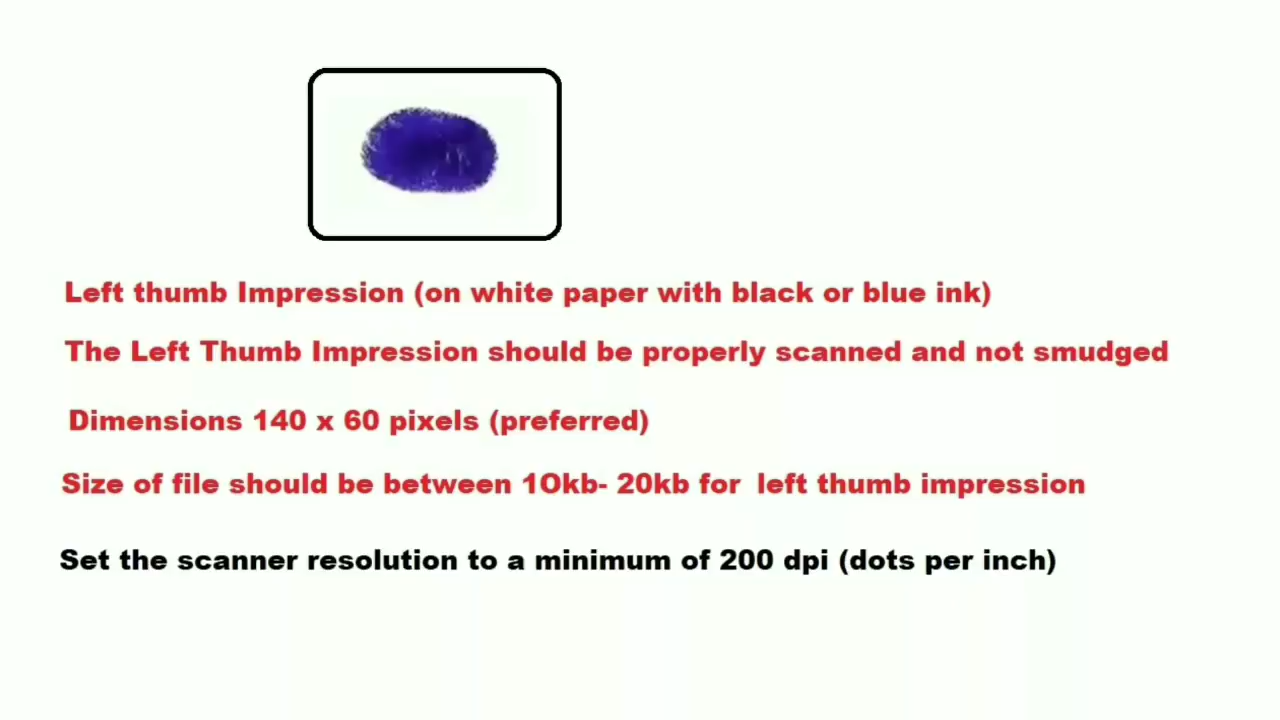 Left thumb Impression (on white paper with black or blue ink)
The Left Thumb Impression should be properly scanned and not smudged
Dimensions 140 x 60 pixels (preferred)
Size of file should be between 1Okb- 20kb for left thumb impression
Set the scanner resolution to a minimum of 200 dpi (dots per inch)